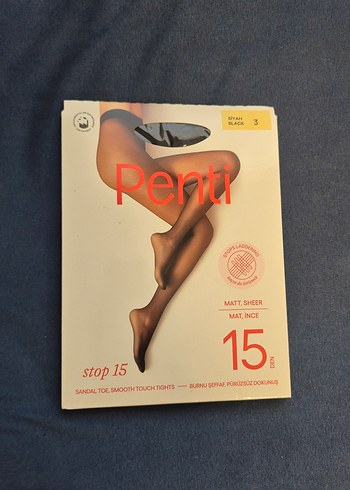 SİYAH
BLACK 3
Penti
STOPS LADDERING
MATT, SHEER
MAT, İNCE
15 DEN
stop 15
SANDAL TOE, SMOOTH TOUCH TIGHTS — BURNU ŞEFFAF, PÜRÜZSÜZ DOKUNUŞ